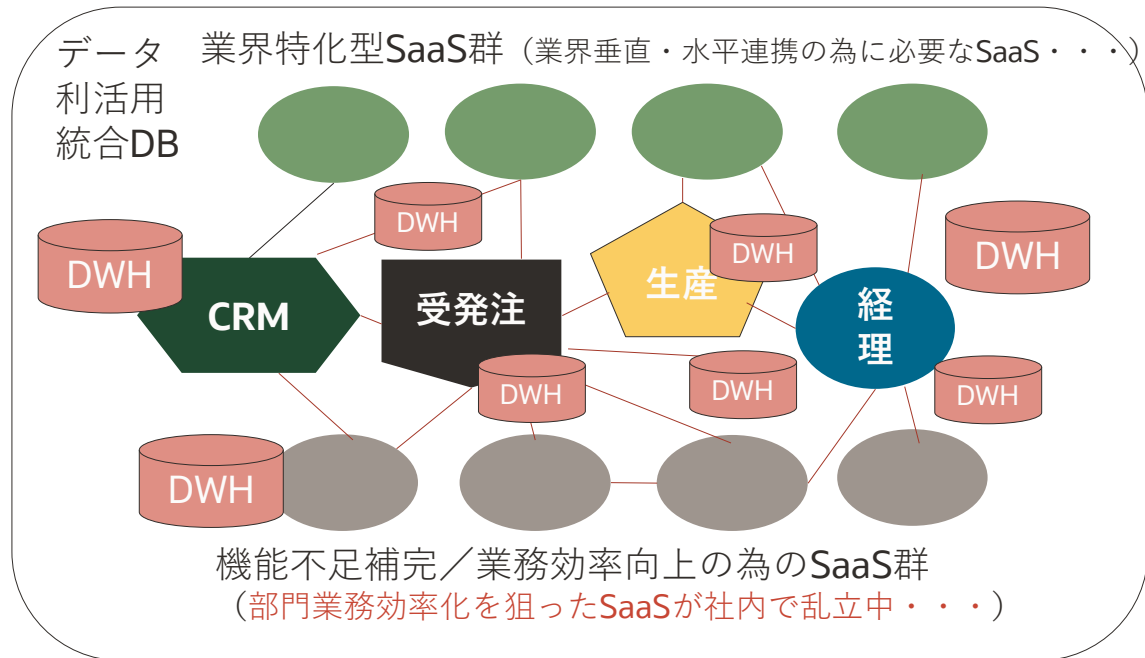 データ
利活用
統合DB
業界特化型SaaS群（業界垂直・水平連携の為に必要なSaaS・・・）
DWH
DWH
DWH
DWH
CRM
受発注
生産
経
理
DWH
DWH
DWH
DWH
機能不足補完／業務効率向上の為のSaaS群
（部門業務効率化を狙ったSaaSが社内で乱立中・・・）